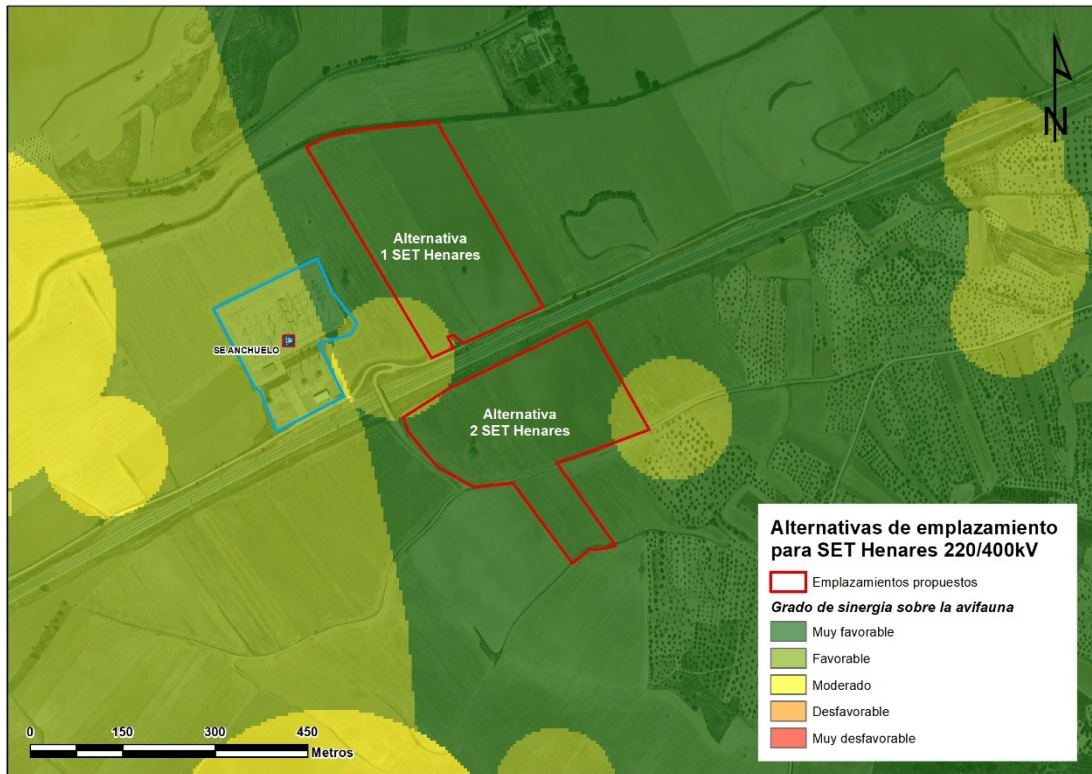 N
Alternativa
1 SET Henares
SE ANCHUELO
Alternativa
2 SET Henares
Alternativas de emplazamiento
para SET Henares 220/400kV
Emplazamientos propuestos
Grado de sinergia sobre la avifauna
Muy favorable
Favorable
Moderado
Desfavorable
Muy desfavorable
0 150 300 450
Metros